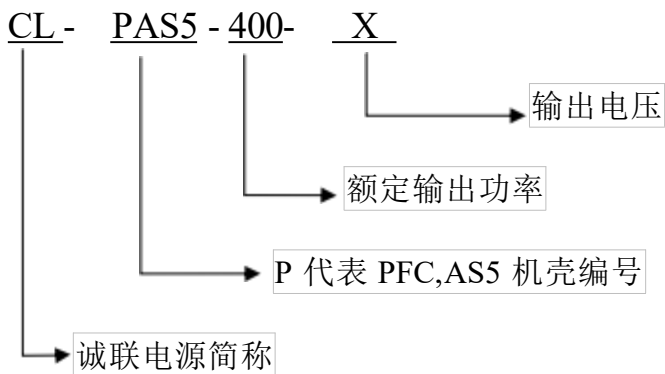 CL- PAS5 - 400- X
输出电压
额定输出功率
P 代表 PFC,AS5 机壳编号
诚联电源简称